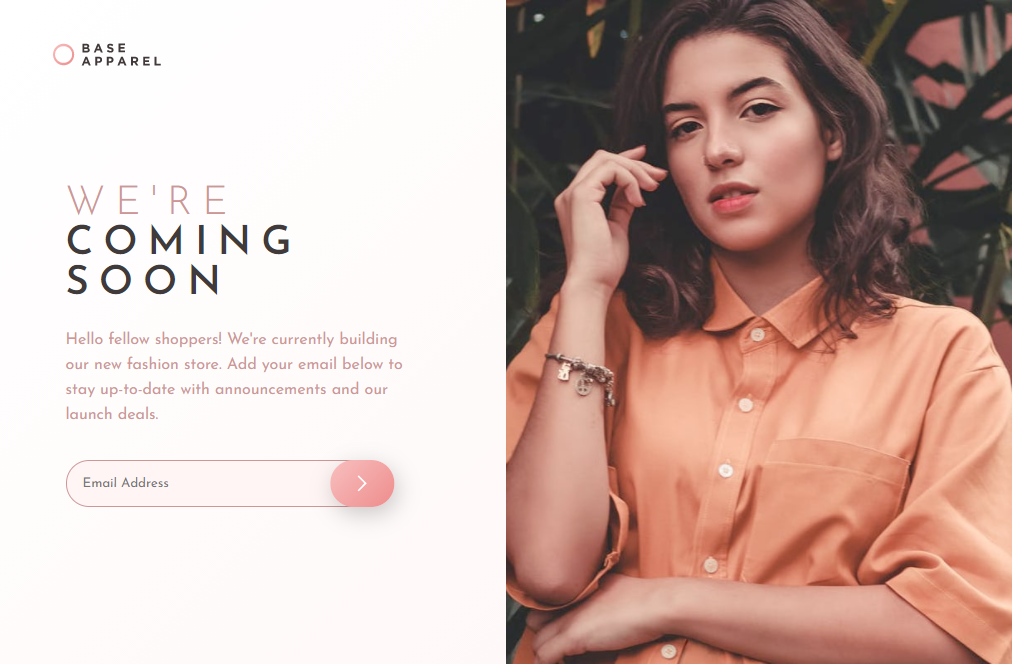 BASE
APPAREL
WE'RE
COMING
SOON
Hello fellow shoppers! We're currently building
our new fashion store. Add your email below to
stay up-to-date with announcements and our
launch deals.
Email Address